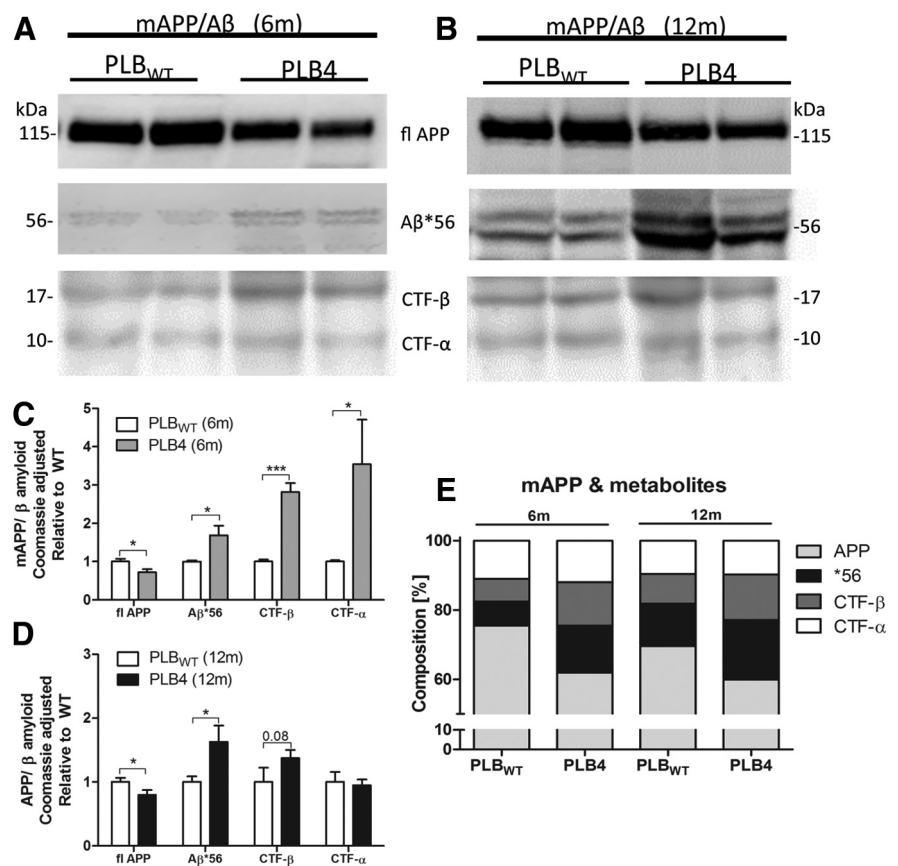 A
mAPP/Aβ (6m)
PLBWT PLB4
kDa
115-
fl APP
56-
Aβ*56
17-
CTF-β
10-
CTF-α
B
mAPP/Aβ (12m)
PLBWT PLB4
kDa
-115
-56
-17
-10
C
mAPP/ β amyloid
Coomassie adjusted
Relative to WT
5
4
3
2
1
0
PLBWT (6m)
PLB4 (6m)
*
*
***
*
fl APP Aβ*56 CTF-β CTF-α
D
APP/ β amyloid
Coomassie adjusted
Relative to WT
3
2
1
0
PLBWT (12m)
PLB4 (12m)
*
*
0.08
fl APP Aβ*56 CTF-β CTF-α
E
mAPP & metabolites
6m 12m
Composition [%]
100
80
60
10
0
PLBWT PLB4 PLBWT PLB4
APP
*56
CTF-β
CTF-α